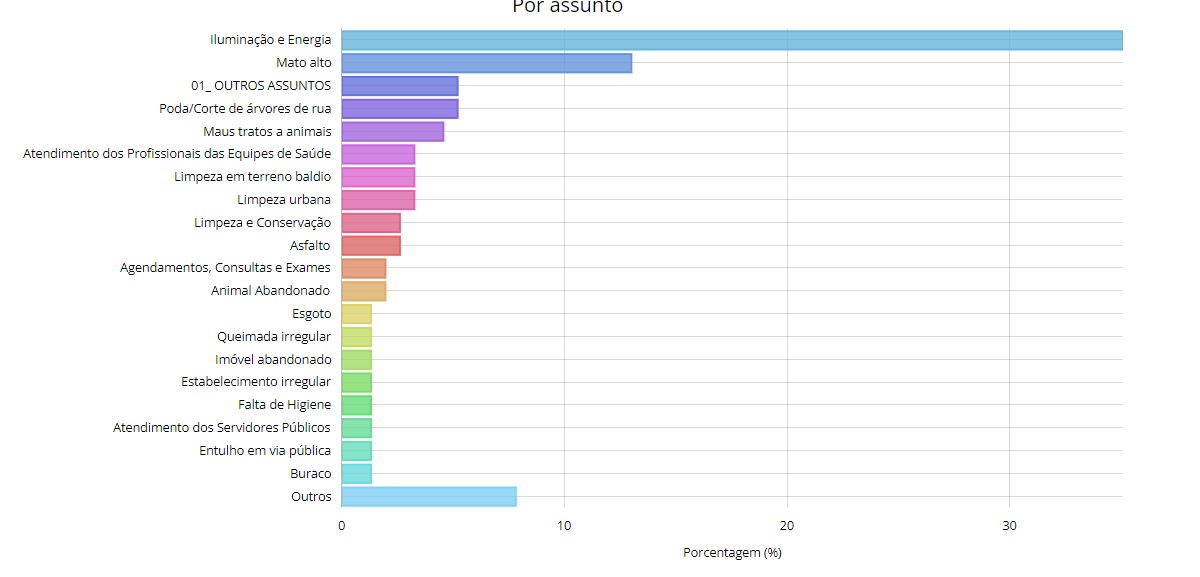 Por assunto
Iluminação e Energia
Mato alto
01_ OUTROS ASSUNTOS
Poda/Corte de árvores de rua
Maus tratos a animais
Atendimento dos Profissionais das Equipes de Saúde
Limpeza em terreno baldio
Limpeza urbana
Limpeza e Conservação
Asfalto
Agendamentos, Consultas e Exames
Animal Abandonado
Esgoto
Queimada irregular
Imóvel abandonado
Estabelecimento irregular
Falta de Higiene
Atendimento dos Servidores Públicos
Entulho em via pública
Buraco
Outros
0 10 20 30
Porcentagem (%)